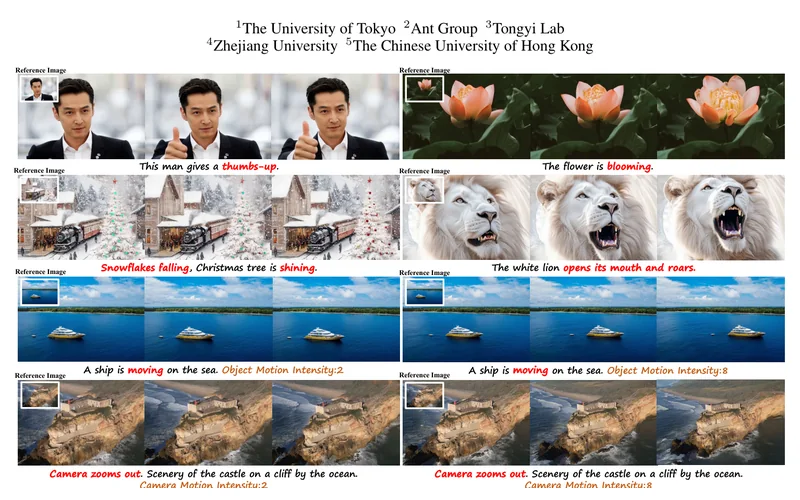 ¹The University of Tokyo ²Ant Group ³Tongyi Lab
⁴Zhejiang University ⁵The Chinese University of Hong Kong
Reference Image
Reference Image
This man gives a thumbs-up.
The flower is blooming.
Reference Image
Reference Image
Snowflakes falling, Christmas tree is shining.
The white lion opens its mouth and roars.
Reference Image
Reference Image
A ship is moving on the sea. Object Motion Intensity:2
A ship is moving on the sea. Object Motion Intensity:8
Reference Image
Reference Image
Camera zooms out. Scenery of the castle on a cliff by the ocean.
Camera Motion Intensity:2
Camera zooms out. Scenery of the castle on a cliff by the ocean.
Camera Motion Intensity:8